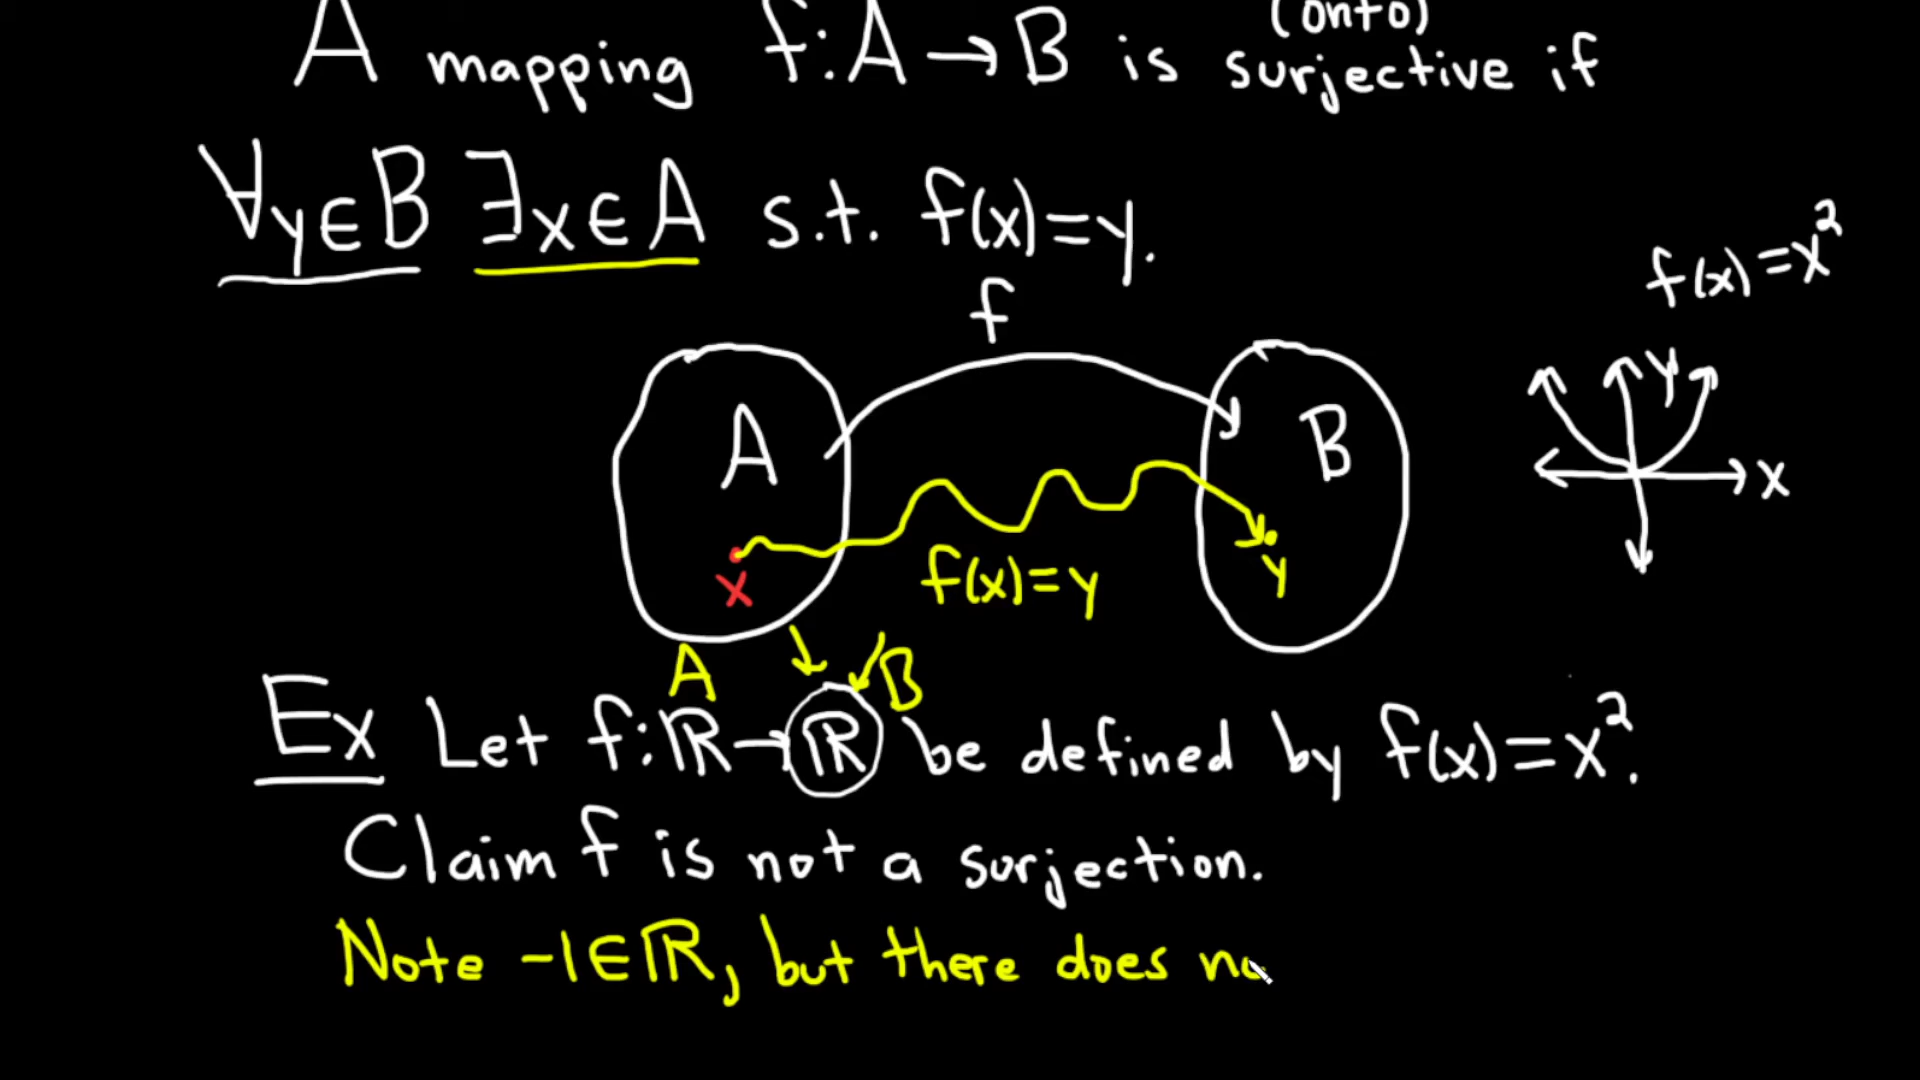 (onto)
A mapping f:A→B is surjective if
∀y∈B ∃x∈A s.t. f(x)=y.
f
f(x)=x²
A
B
y
x
x
f(x)=y
y
A
B
Ex Let f:ℝ→ℝ be defined by f(x)=x².
Claim f is not a surjection.
Note -1∈ℝ, but there does no